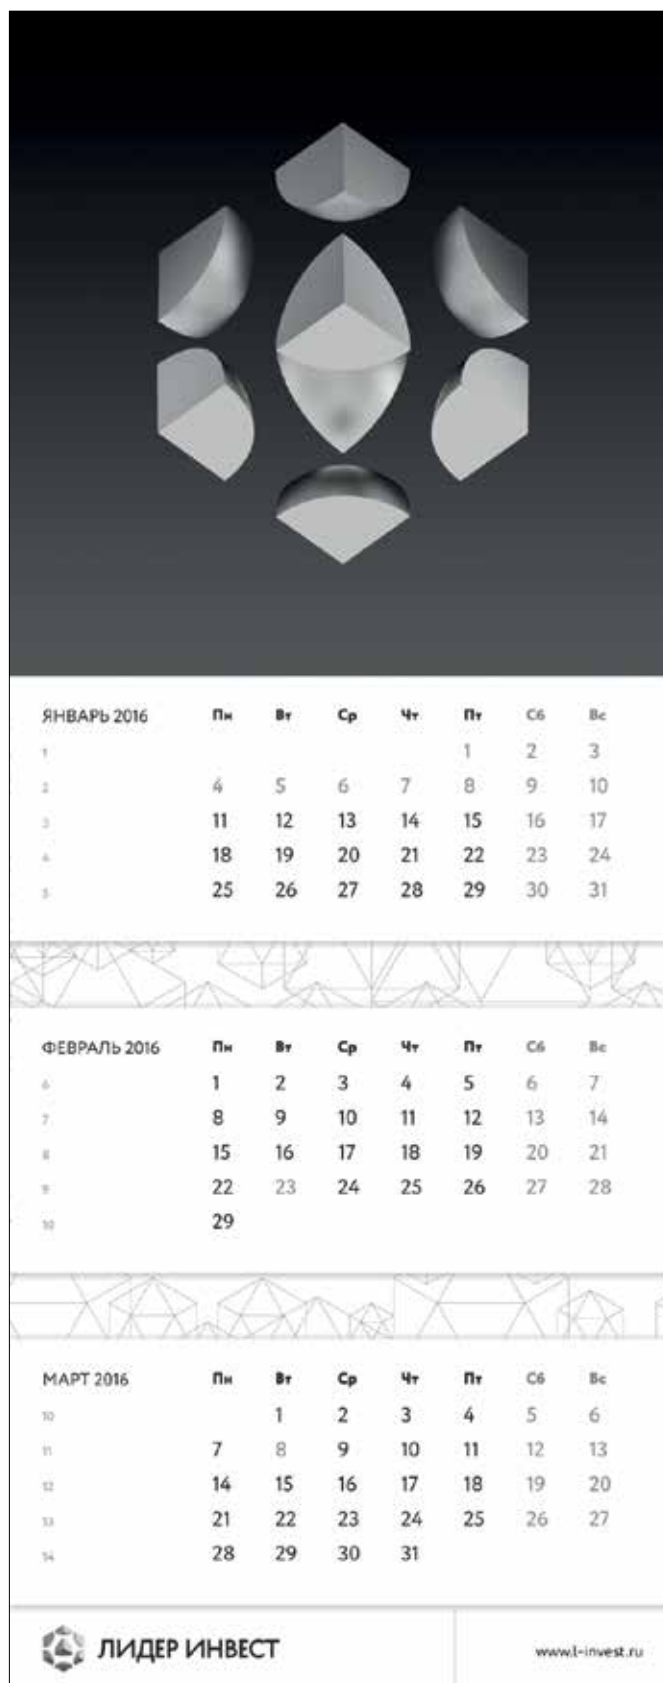 ЯНВАРЬ 2016 Пн Вт Ср Чт Пт Сб Вс
1 1 2 3
2 4 5 6 7 8 9 10
3 11 12 13 14 15 16 17
4 18 19 20 21 22 23 24
5 25 26 27 28 29 30 31
ФЕВРАЛЬ 2016 Пн Вт Ср Чт Пт Сб Вс
6 1 2 3 4 5 6 7
7 8 9 10 11 12 13 14
8 15 16 17 18 19 20 21
9 22 23 24 25 26 27 28
10 29
МАРТ 2016 Пн Вт Ср Чт Пт Сб Вс
10 1 2 3 4 5 6
11 7 8 9 10 11 12 13
12 14 15 16 17 18 19 20
13 21 22 23 24 25 26 27
14 28 29 30 31
ЛИДЕР ИНВЕСТ www.l-invest.ru